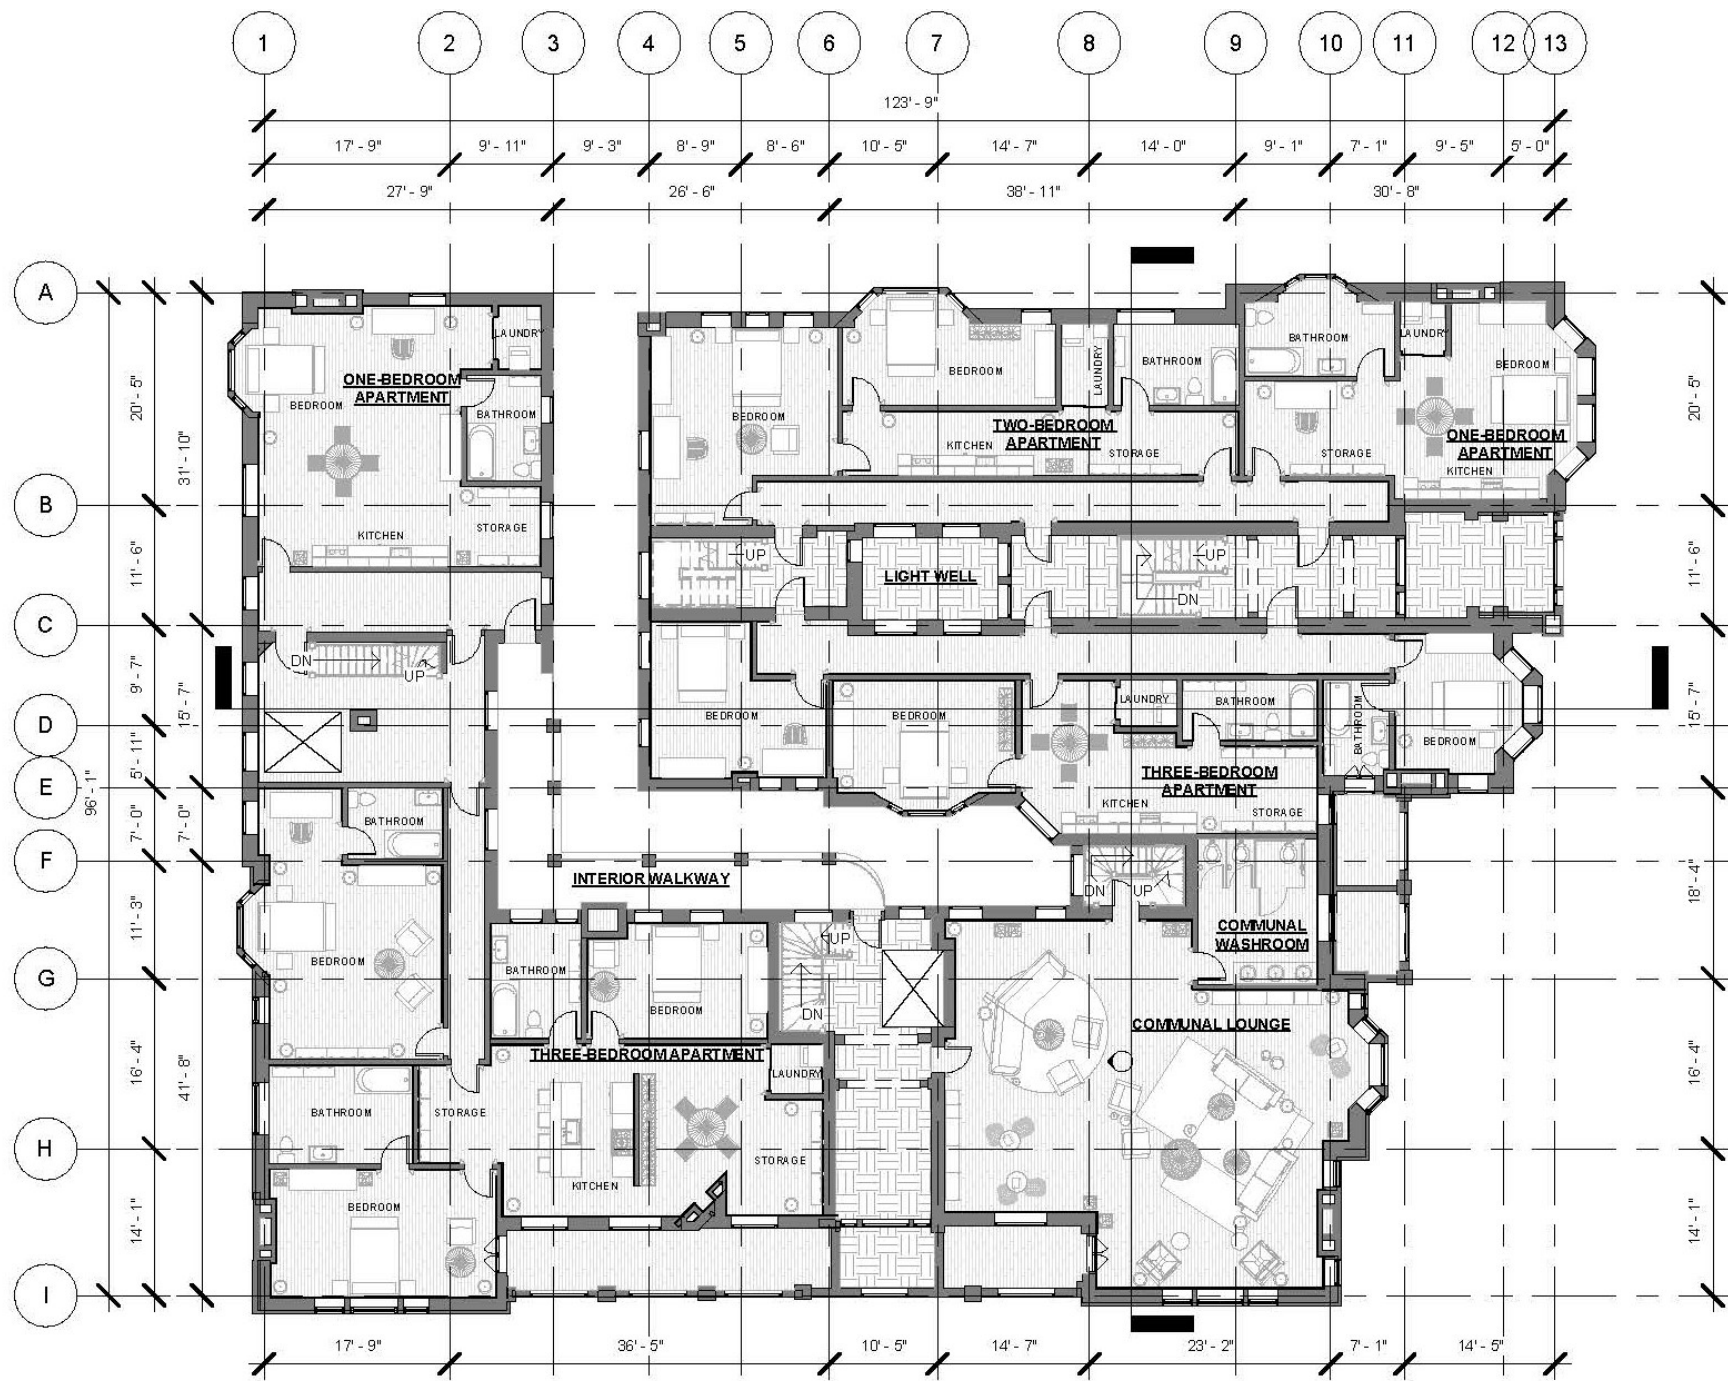 1 2 3 4 5 6 7 8 9 10 11 12 13
123' - 9"
17' - 9" 9' - 11" 9' - 3" 8' - 9" 8' - 6" 10' - 5" 14' - 7" 14' - 0" 9' - 1" 7' - 1" 9' - 5" 5' - 0"
27' - 9" 26' - 6" 38' - 11" 30' - 8"
A
B
C
D
E
F
G
H
I
96' - 1"
20' - 5"
11' - 6"
9' - 7"
5' - 11"
7' - 0"
11' - 3"
16' - 4"
14' - 1"
31' - 10"
15' - 7"
7' - 0"
41' - 8"
LAUNDRY
ONE-BEDROOM
APARTMENT
BEDROOM
BATHROOM
KITCHEN
STORAGE
BEDROOM
BEDROOM
LAUNDRY
BATHROOM
TWO-BEDROOM
APARTMENT
KITCHEN
STORAGE
BATHROOM
LAUNDRY
BEDROOM
ONE-BEDROOM
APARTMENT
STORAGE
KITCHEN
UP
LIGHT WELL
UP
DN
DN
UP
BEDROOM
BEDROOM
LAUNDRY
BATHROOM
BATHROOM
BEDROOM
THREE-BEDROOM
APARTMENT
KITCHEN
STORAGE
BATHROOM
BEDROOM
INTERIOR WALKWAY
DN
UP
COMMUNAL
WASHROOM
BATHROOM
BEDROOM
UP
DN
COMMUNAL LOUNGE
THREE-BEDROOM APARTMENT
LAUNDRY
BATHROOM
STORAGE
KITCHEN
STORAGE
BEDROOM
20' - 5"
11' - 6"
15' - 7"
18' - 4"
16' - 4"
14' - 1"
17' - 9" 36' - 5" 10' - 5" 14' - 7" 23' - 2" 7' - 1" 14' - 5"